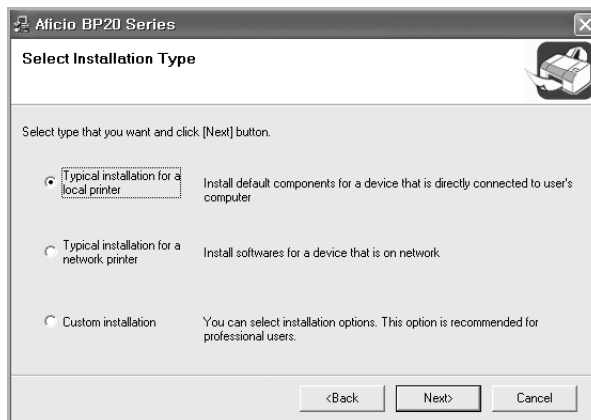 Aficio BP20 Series
Select Installation Type
Select type that you want and click [Next] button.
Typical installation for a
local printer
Install default components for a device that is directly connected to user's
computer
Typical installation for a
network printer
Install softwares for a device that is on network
Custom installation
You can select installation options. This option is recommended for
professional users.
<Back
Next>
Cancel